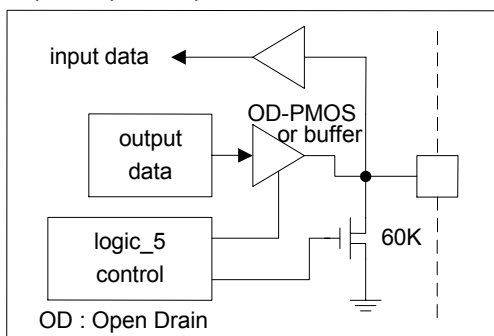 input data
OD-PMOS
or buffer
output
data
logic_5
control
60K
OD : Open Drain